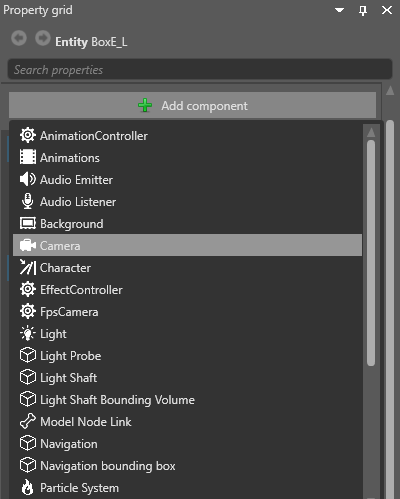 Property grid
Entity BoxE_L
Search properties
Add component
AnimationController
Animations
Audio Emitter
Audio Listener
Background
Camera
Character
EffectController
FpsCamera
Light
Light Probe
Light Shaft
Light Shaft Bounding Volume
Model Node Link
Navigation
Navigation bounding box
Particle System